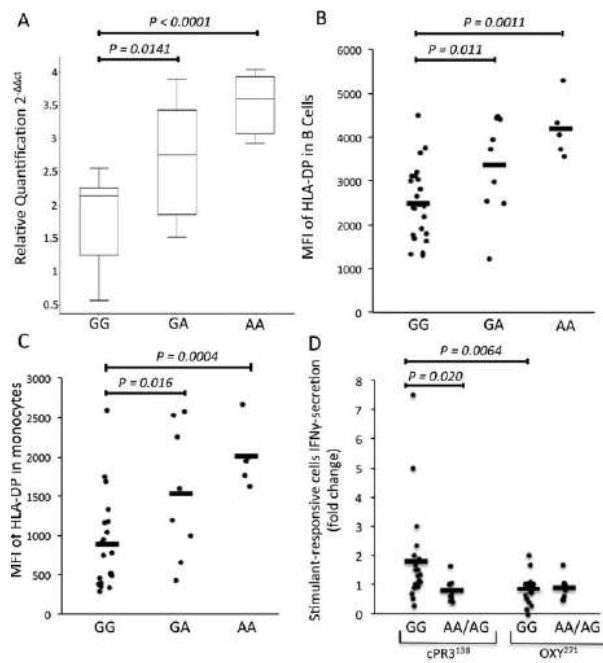 A
P < 0.0001
P = 0.0141
Relative Quantification 2^-ΔΔct
4
3.5
3
2.5
2
1.5
1
0.5
GG GA AA
B
P = 0.0011
P = 0.011
MFI of HLA-DP in B Cells
6000
5000
4000
3000
2000
1000
0
GG GA AA
C
P = 0.0004
P = 0.016
MFI of HLA-DP in monocytes
3000
2500
2000
1500
1000
500
0
GG GA AA
D
P = 0.0064
P = 0.020
Stimulant-responsive cells IFNγ-secretion
(fold change)
8
7
6
5
4
3
2
1
0
GG AA/AG GG AA/AG
cPR3^138 OXY^271